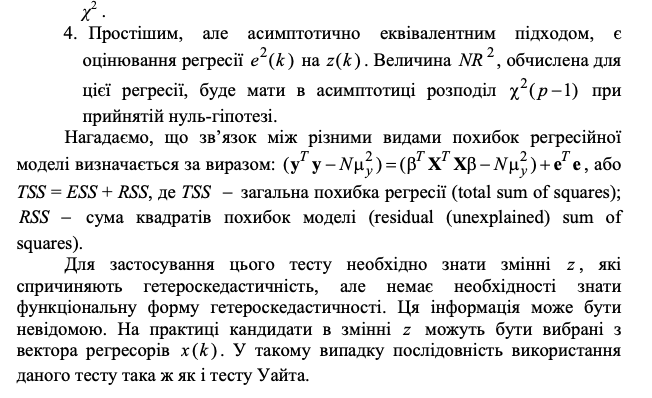 χ².
4. Простішим, але асимптотично еквівалентним підходом, є
оцінювання регресії e²(k) на z(k). Величина NR², обчислена для
цієї регресії, буде мати в асимптотиці розподіл χ²(p−1) при
прийнятій нуль-гіпотезі.
Нагадаємо, що зв’язок між різними видами похибок регресійної
моделі визначається за виразом: (yᵀy − Nμ²_y) = (βᵀXᵀXβ − Nμ²_y) + eᵀe, або
TSS = ESS + RSS, де TSS – загальна похибка регресії (total sum of squares);
RSS – сума квадратів похибок моделі (residual (unexplained) sum of
squares).
Для застосування цього тесту необхідно знати змінні z, які
спричиняють гетероскедастичність, але немає необхідності знати
функціональну форму гетероскедастичності. Ця інформація може бути
невідомою. На практиці кандидати в змінні z можуть бути вибрані з
вектора регресорів x(k). У такому випадку послідовність використання
даного тесту така ж як і тесту Уайта.